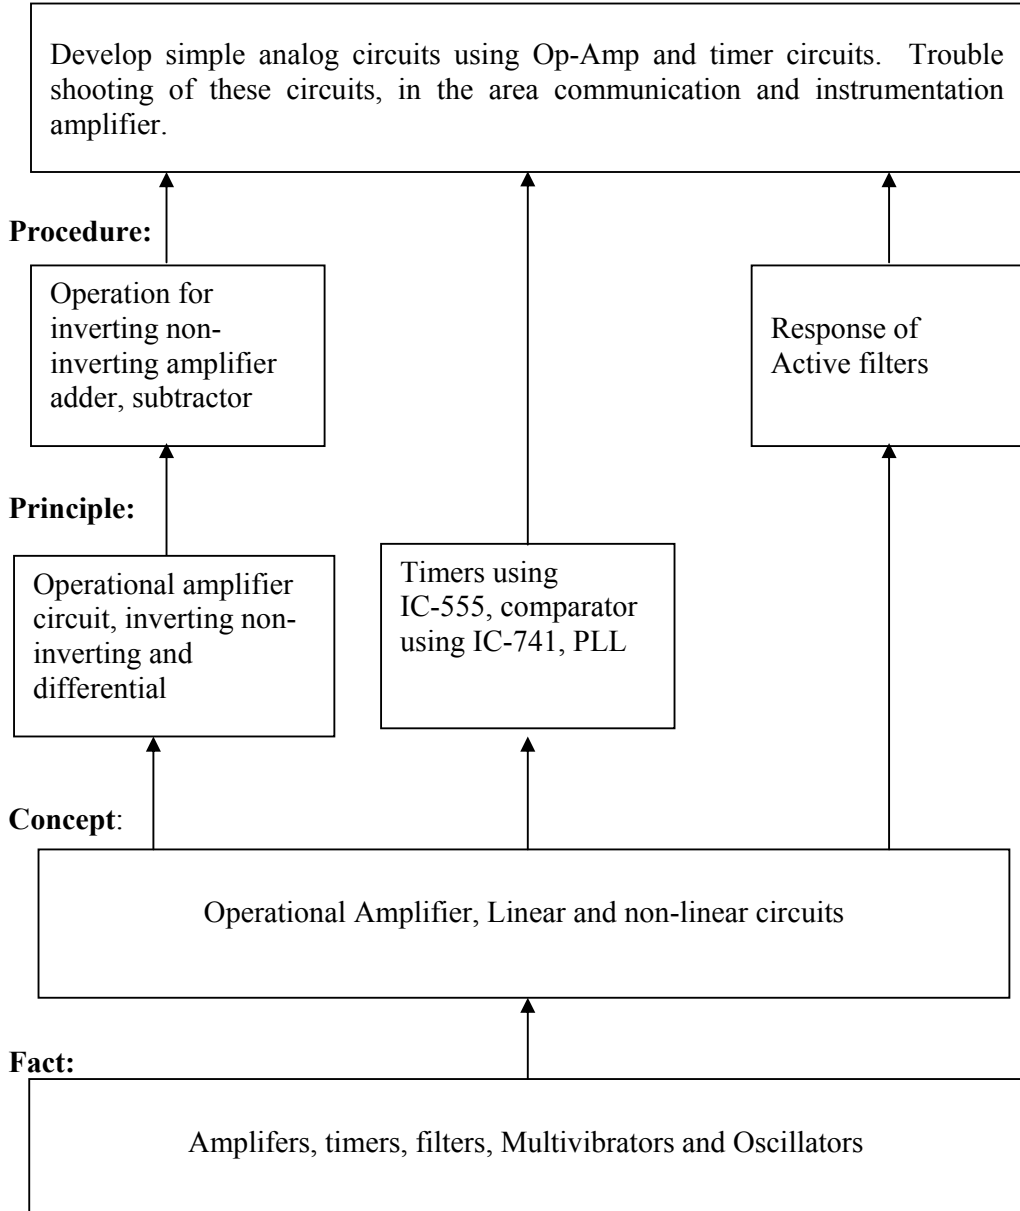 Develop simple analog circuits using Op-Amp and timer circuits. Trouble
shooting of these circuits, in the area communication and instrumentation
amplifier.
Procedure:
Operation for
inverting non-
inverting amplifier
adder, subtractor
Response of
Active filters
Principle:
Operational amplifier
circuit, inverting non-
inverting and
differential
Timers using
IC-555, comparator
using IC-741, PLL
Concept:
Operational Amplifier, Linear and non-linear circuits
Fact:
Amplifers, timers, filters, Multivibrators and Oscillators